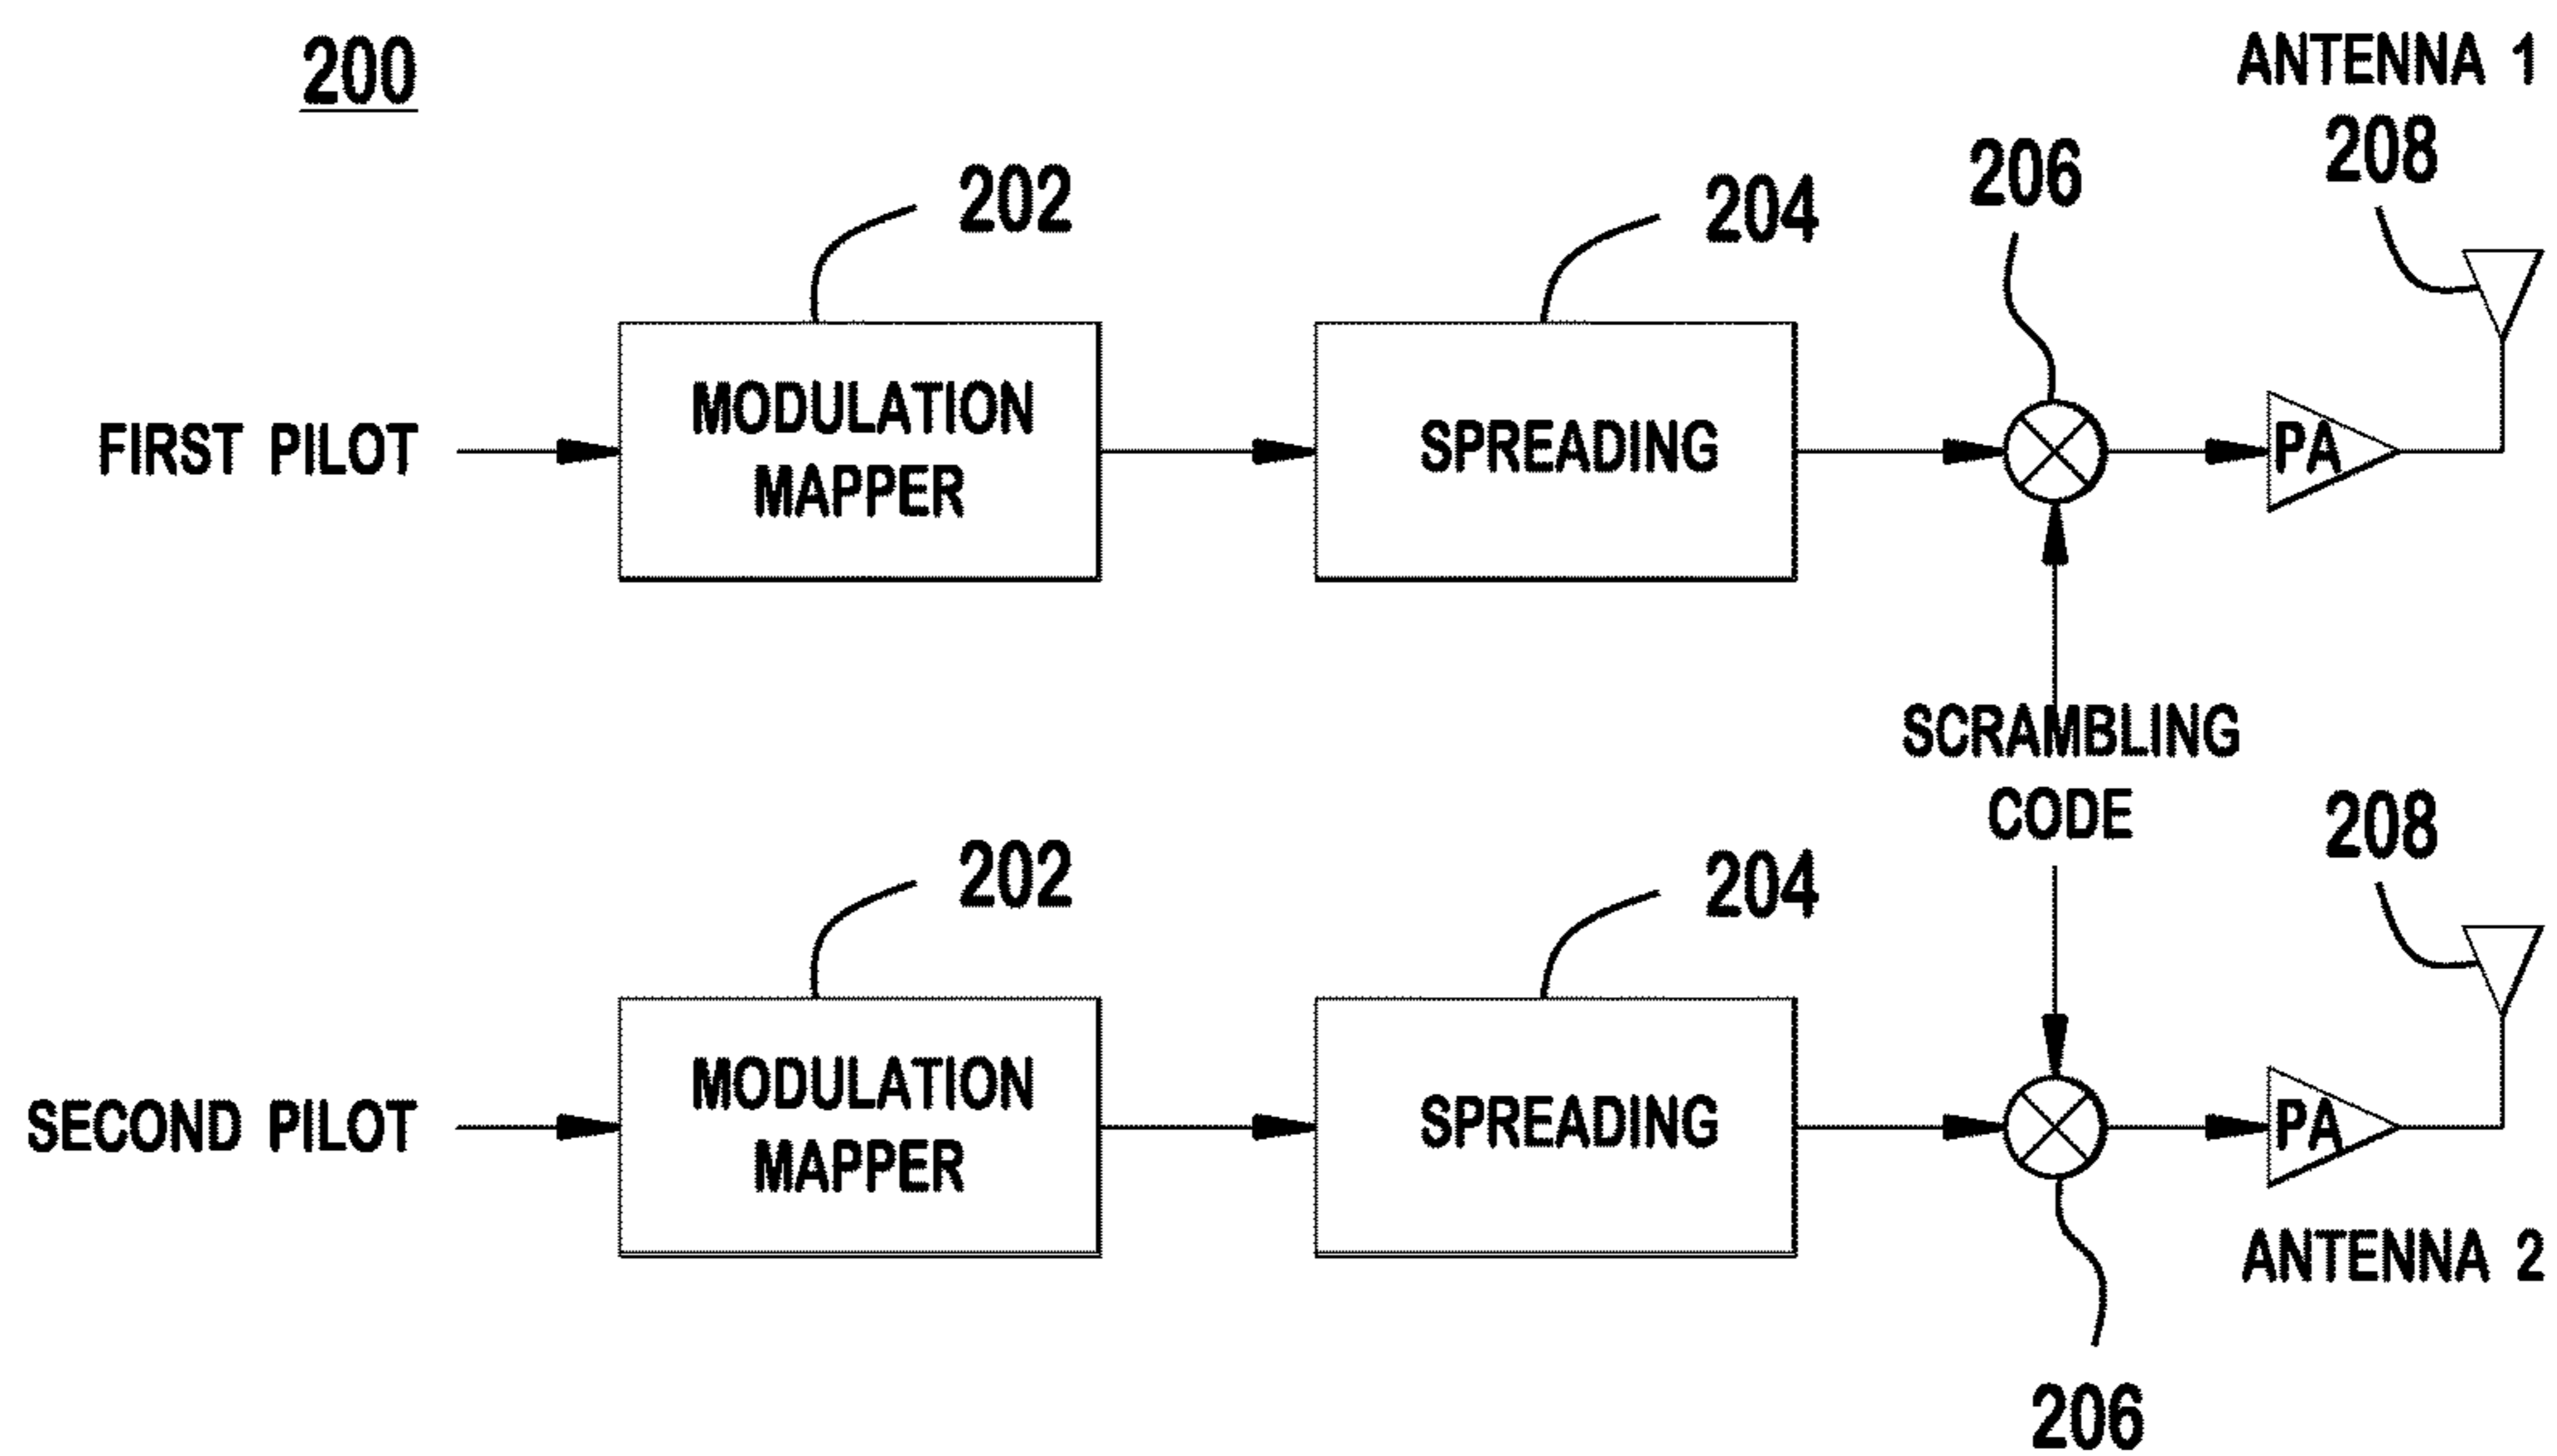 200
ANTENNA 1
208
202
204
206
FIRST PILOT
MODULATION
MAPPER
SPREADING
PA
SCRAMBLING
CODE
202
204
208
SECOND PILOT
MODULATION
MAPPER
SPREADING
PA
ANTENNA 2
206